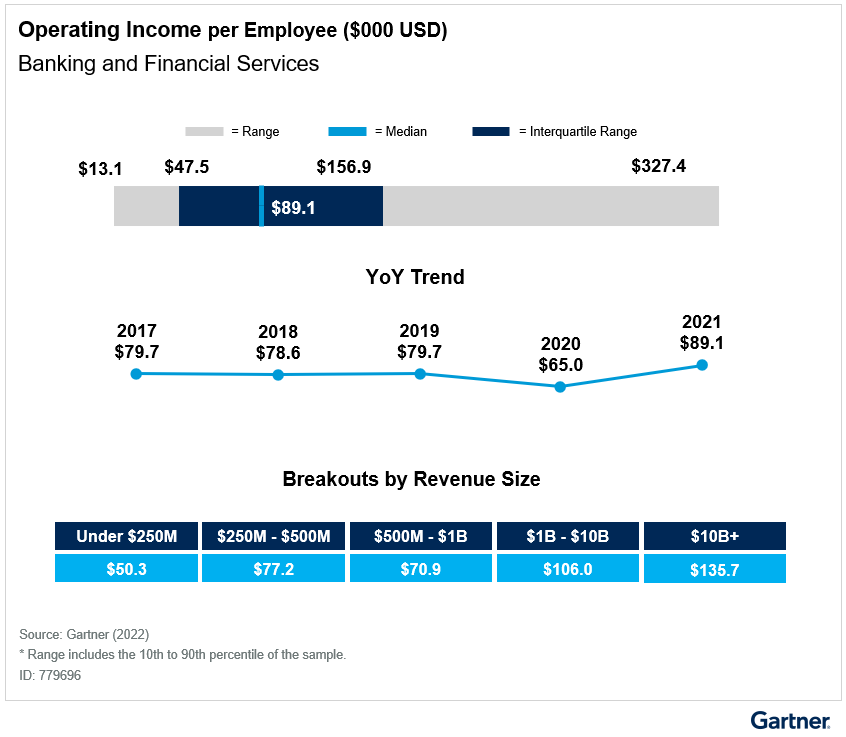 Operating Income per Employee ($000 USD)
Banking and Financial Services
= Range = Median = Interquartile Range
$13.1 $47.5 $156.9 $327.4
$89.1
YoY Trend
2017 2018 2019 2020 2021
$79.7 $78.6 $79.7 $65.0 $89.1
Breakouts by Revenue Size
Under $250M $250M - $500M $500M - $1B $1B - $10B $10B+
$50.3 $77.2 $70.9 $106.0 $135.7
Source: Gartner (2022)
* Range includes the 10th to 90th percentile of the sample.
ID: 779696
Gartner